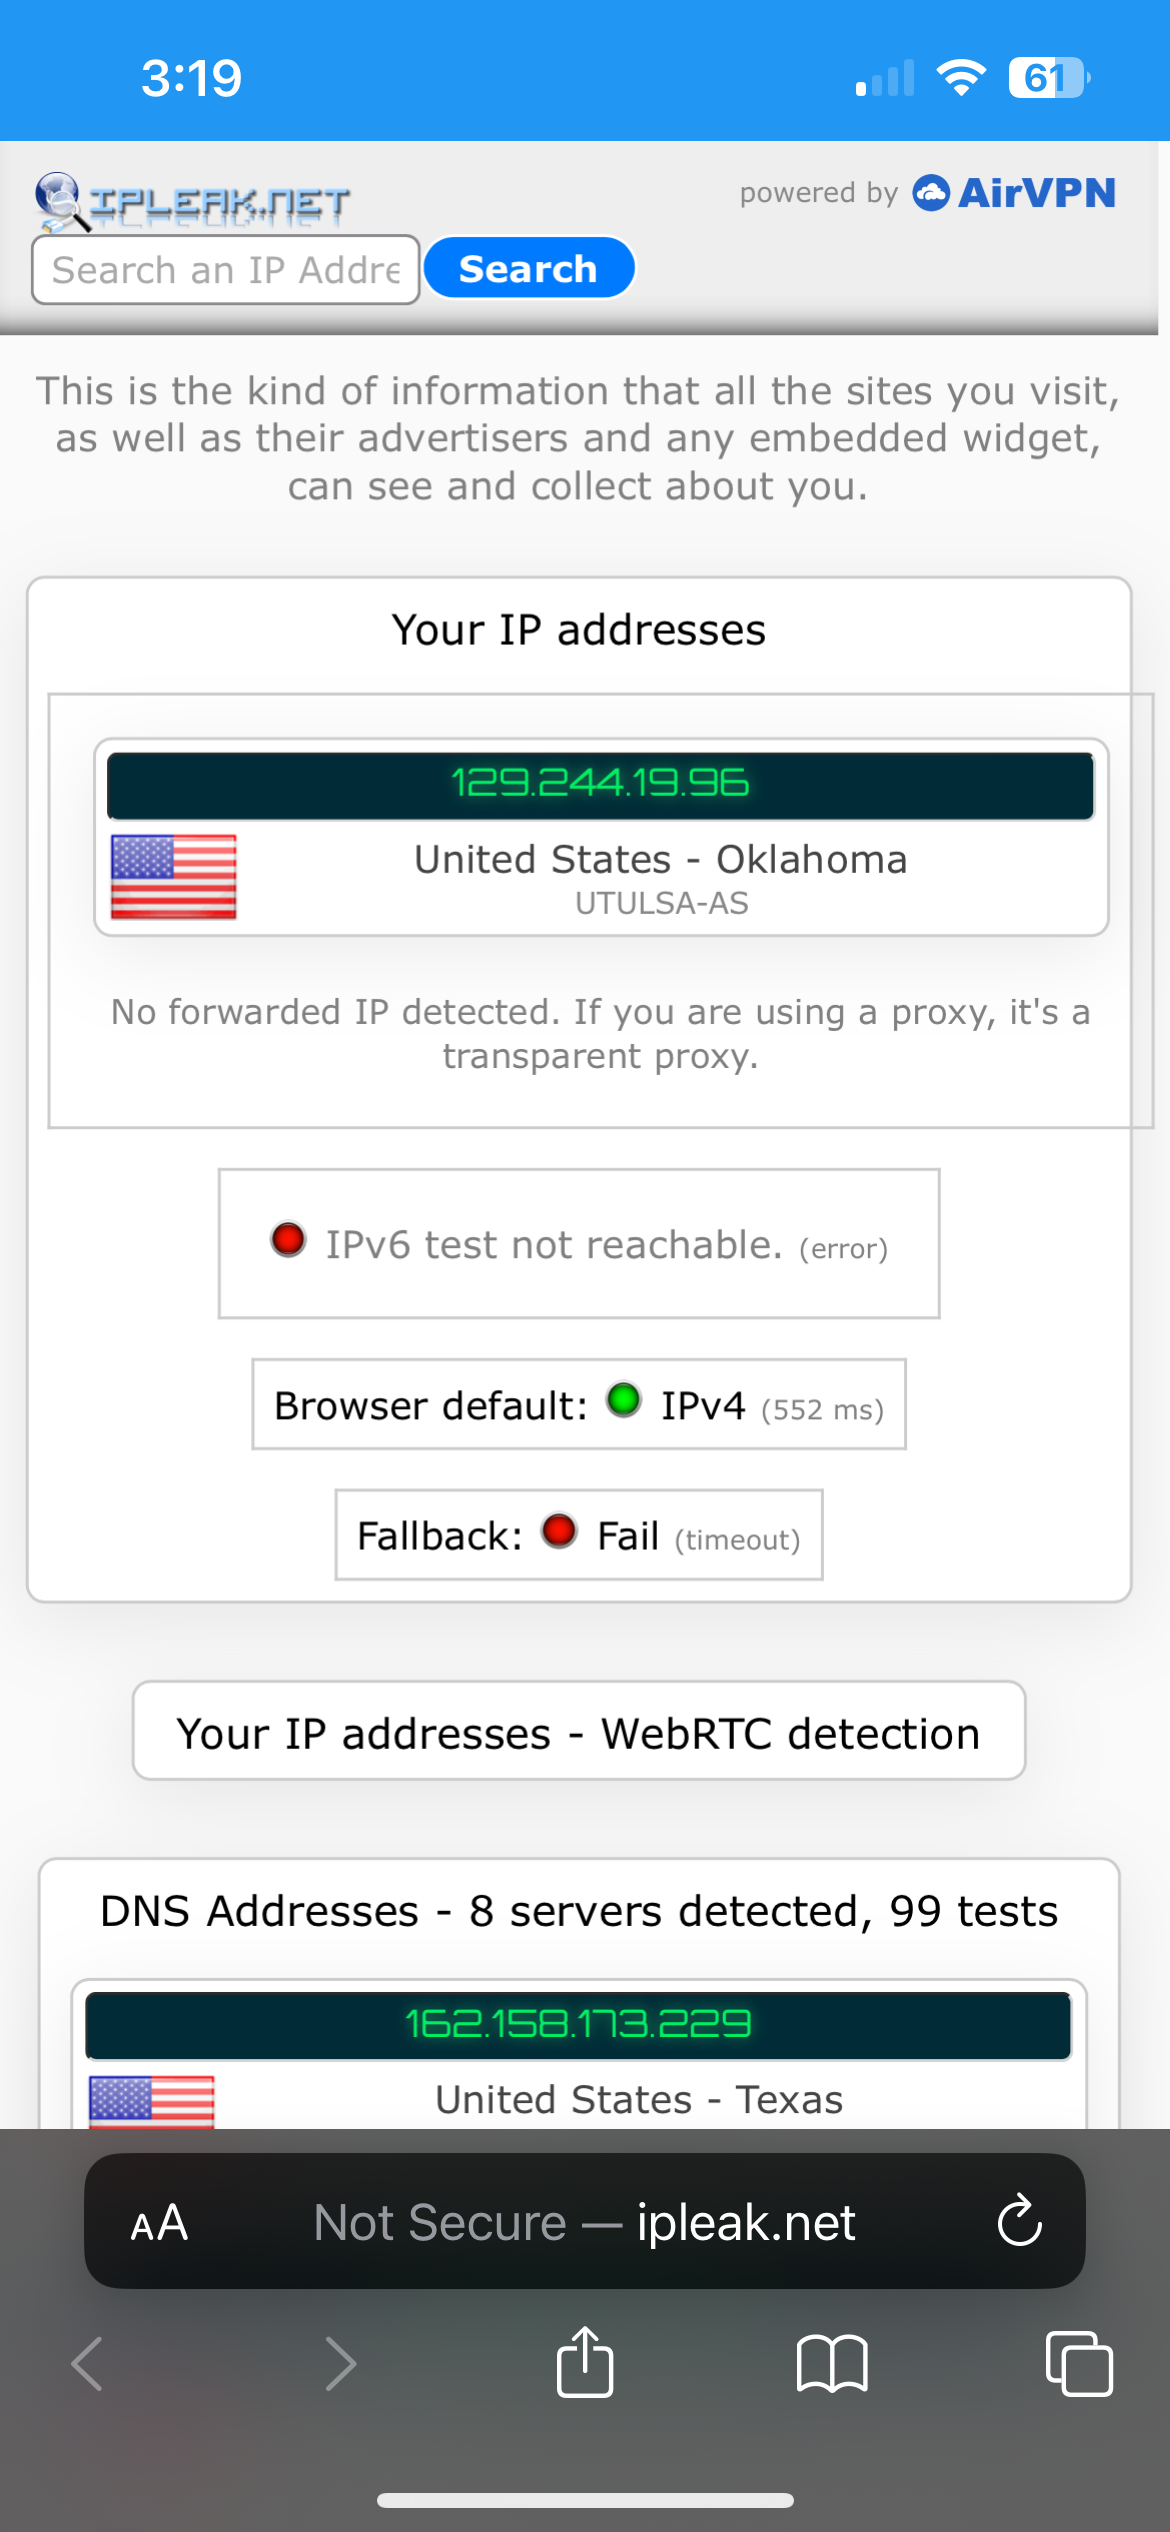 3:19
61
IPLEAK.NET
powered by AirVPN
Search an IP Addre
Search
This is the kind of information that all the sites you visit,
as well as their advertisers and any embedded widget,
can see and collect about you.
Your IP addresses
129.244.19.96
United States - Oklahoma
UTULSA-AS
No forwarded IP detected. If you are using a proxy, it's a
transparent proxy.
IPv6 test not reachable. (error)
Browser default: IPv4 (552 ms)
Fallback: Fail (timeout)
Your IP addresses - WebRTC detection
DNS Addresses - 8 servers detected, 99 tests
162.158.173.229
United States - Texas
AA
Not Secure — ipleak.net